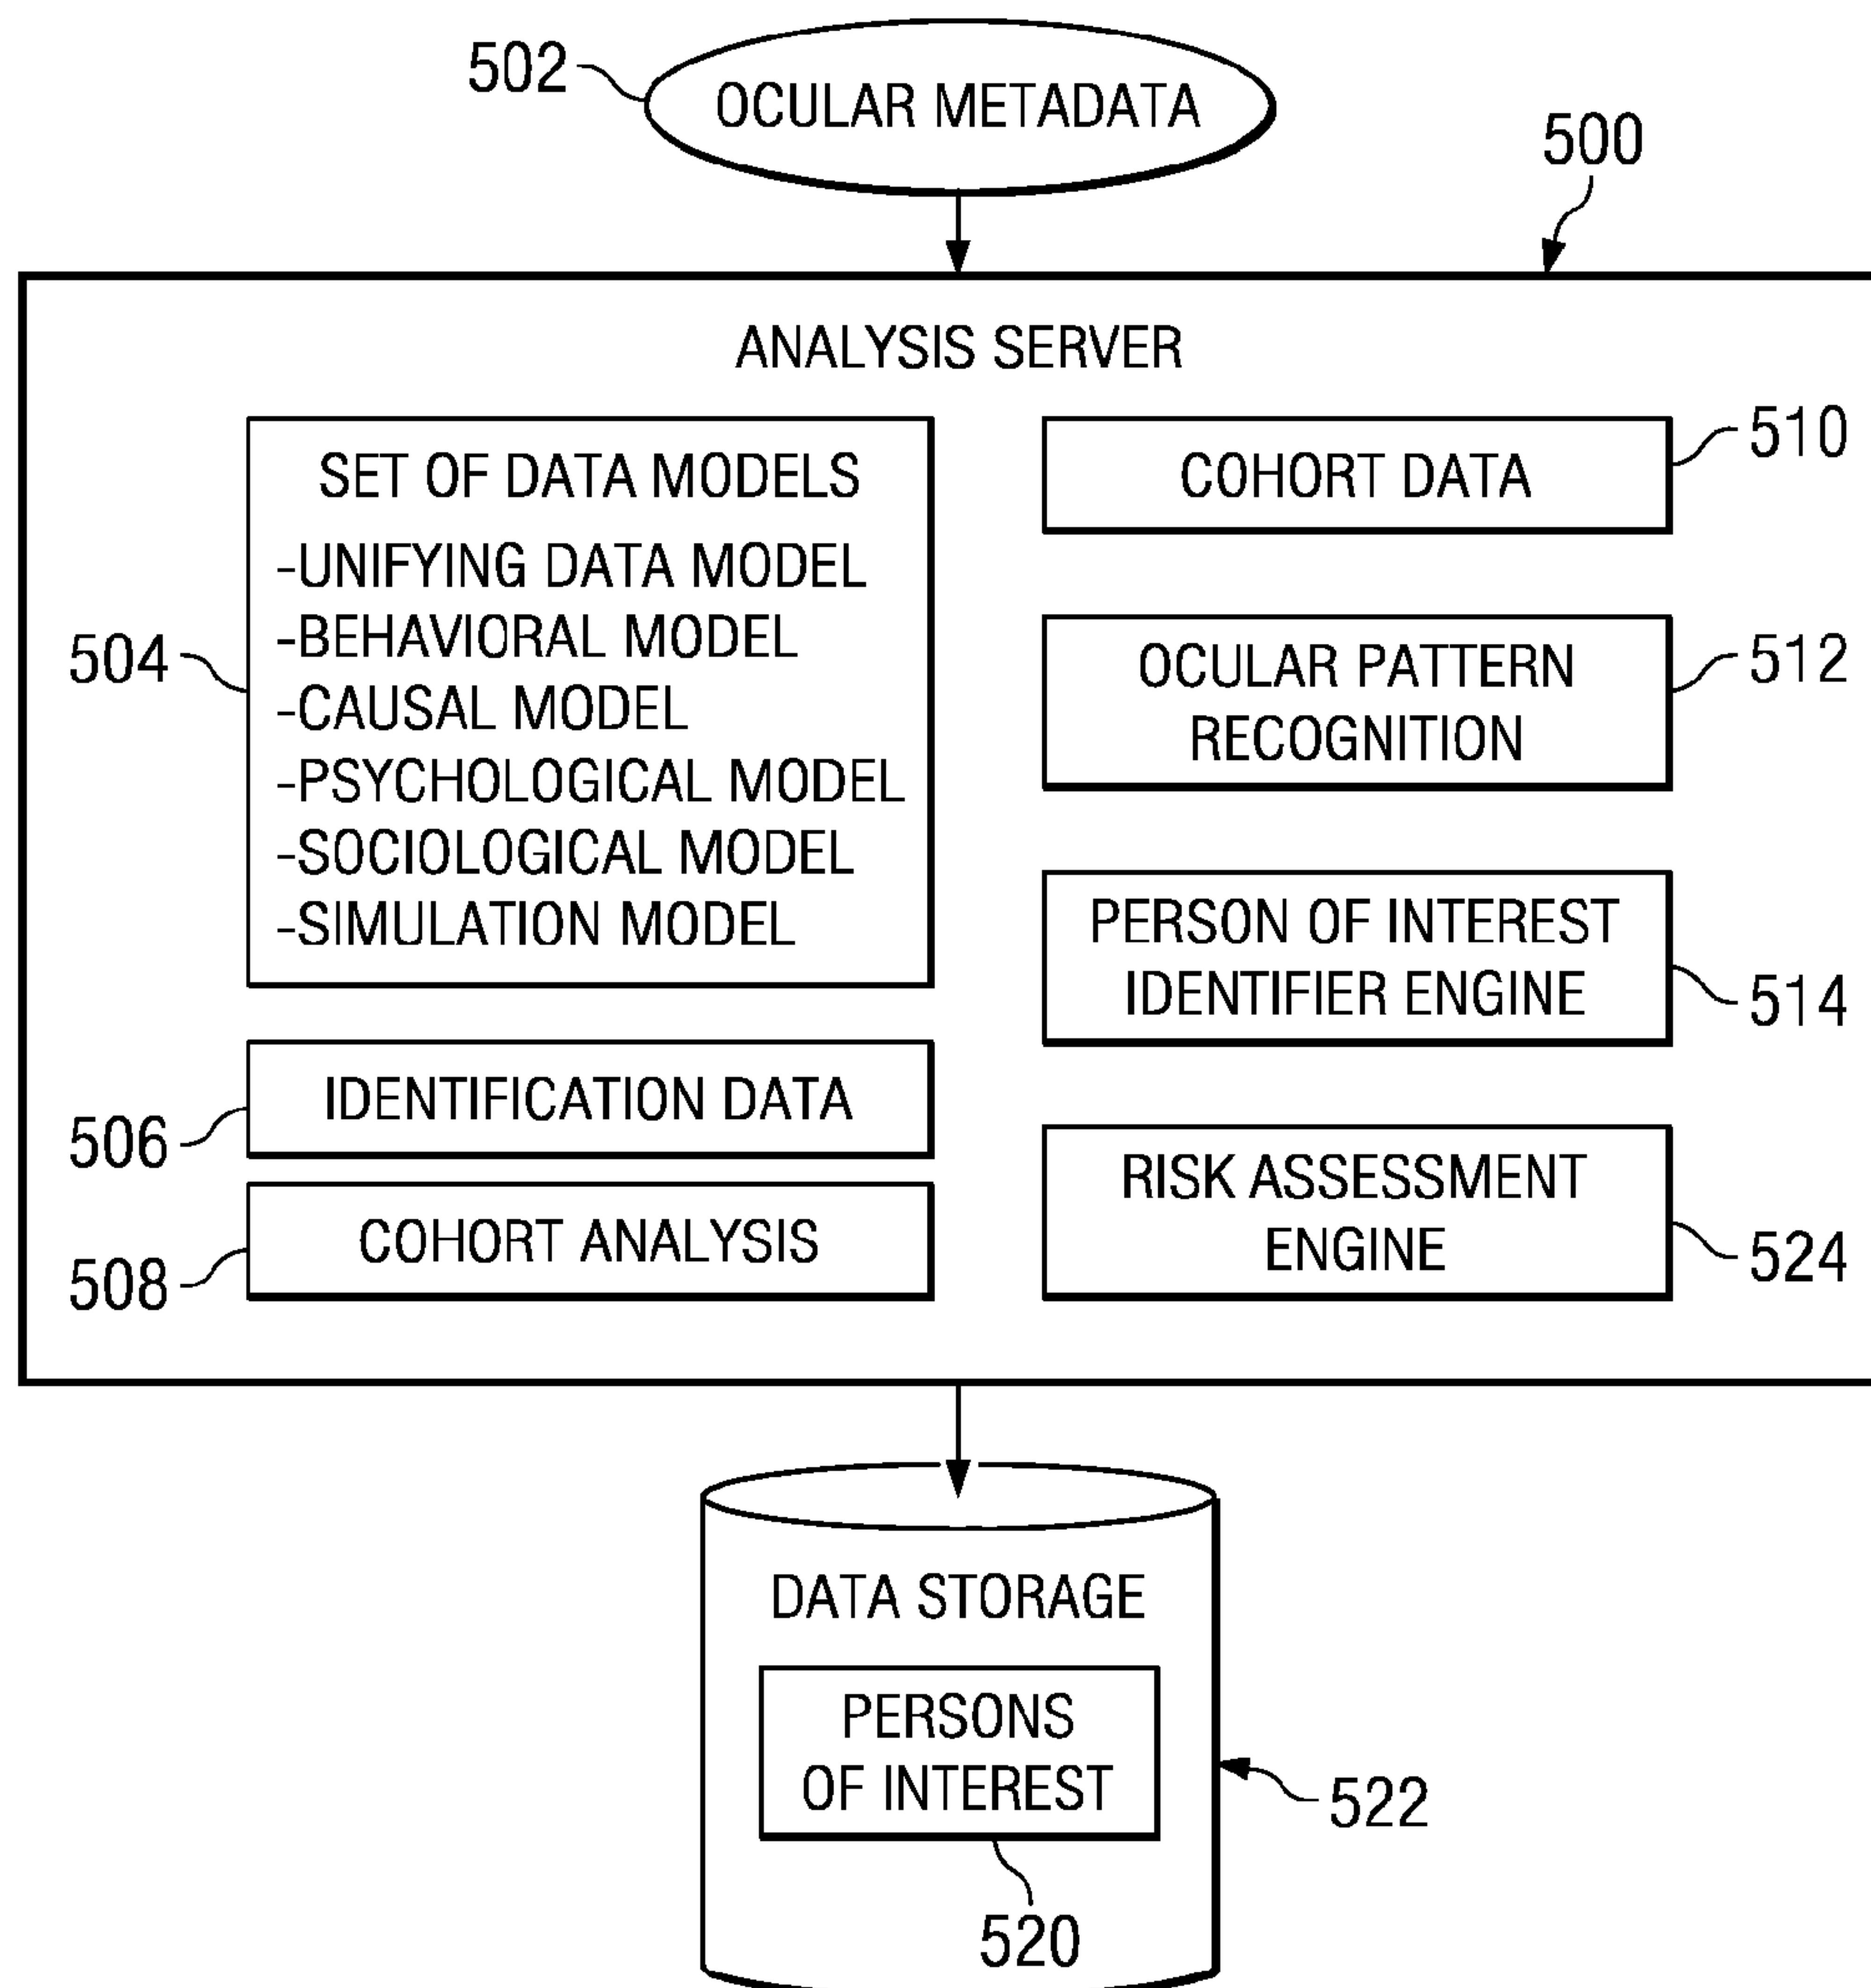 502
OCULAR METADATA
500
ANALYSIS SERVER
SET OF DATA MODELS
-UNIFYING DATA MODEL
-BEHAVIORAL MODEL
-CAUSAL MODEL
-PSYCHOLOGICAL MODEL
-SOCIOLOGICAL MODEL
-SIMULATION MODEL
504
IDENTIFICATION DATA
506
COHORT ANALYSIS
508
COHORT DATA
510
OCULAR PATTERN
RECOGNITION
512
PERSON OF INTEREST
IDENTIFIER ENGINE
514
RISK ASSESSMENT
ENGINE
524
DATA STORAGE
PERSONS
OF INTEREST
522
520